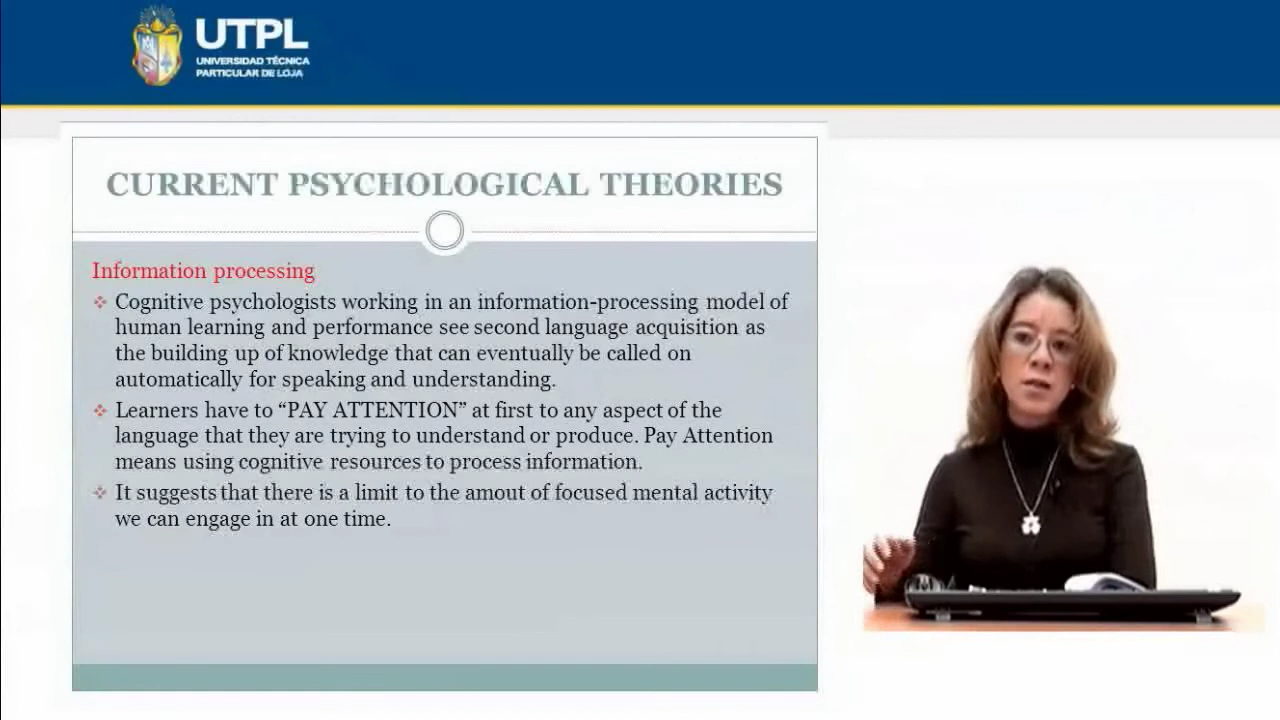 UTPL
UNIVERSIDAD TÉCNICA
PARTICULAR DE LOJA
CURRENT PSYCHOLOGICAL THEORIES
Information processing
Cognitive psychologists working in an information-processing model of
human learning and performance see second language acquisition as
the building up of knowledge that can eventually be called on
automatically for speaking and understanding.
Learners have to “PAY ATTENTION” at first to any aspect of the
language that they are trying to understand or produce. Pay Attention
means using cognitive resources to process information.
It suggests that there is a limit to the amout of focused mental activity
we can engage in at one time.